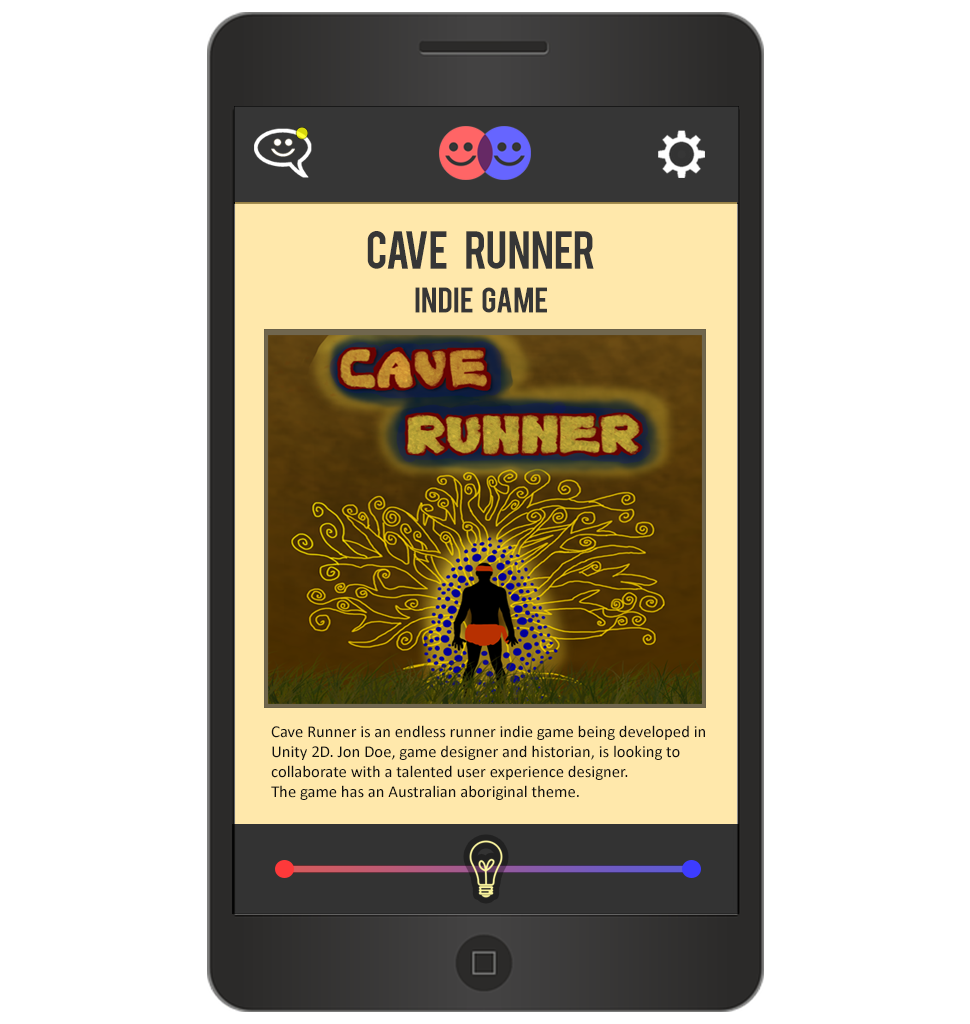 CAVE RUNNER
INDIE GAME
CAVE
RUNNER
Cave Runner is an endless runner indie game being developed in
Unity 2D. Jon Doe, game designer and historian, is looking to
collaborate with a talented user experience designer.
The game has an Australian aboriginal theme.